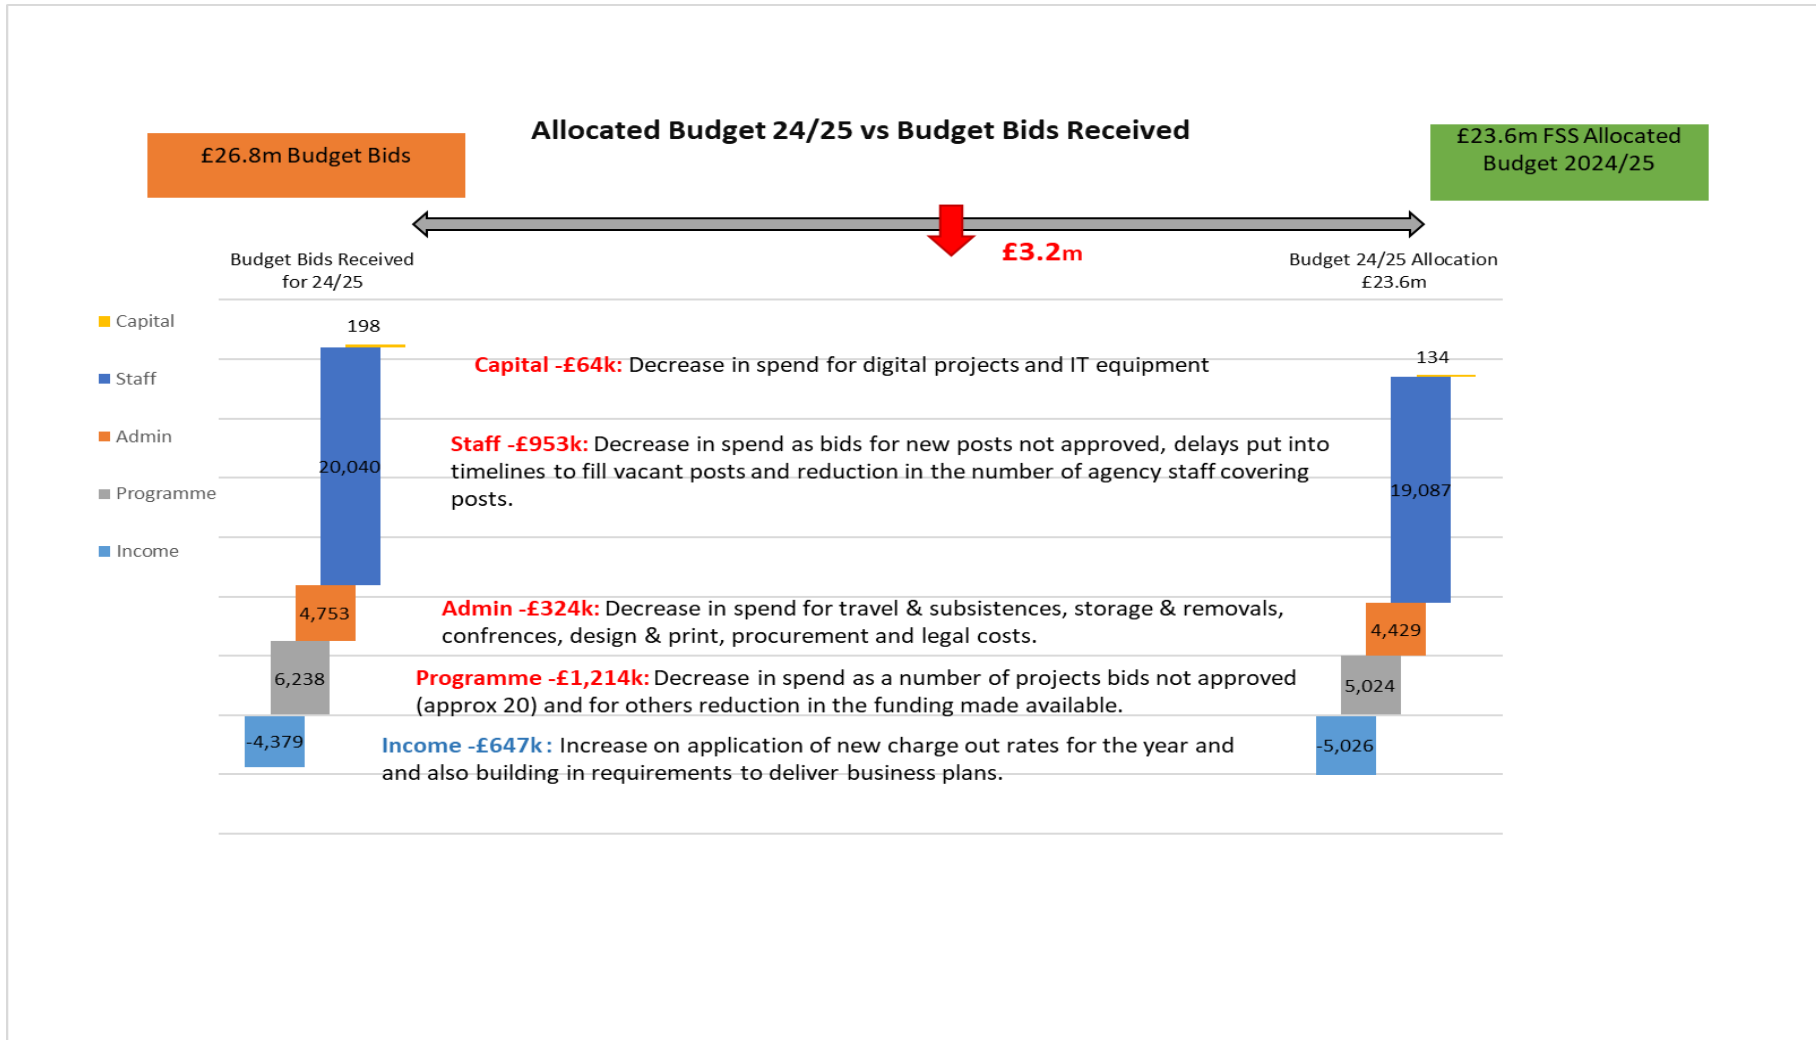 Allocated Budget 24/25 vs Budget Bids Received
£26.8m Budget Bids
£23.6m FSS Allocated
Budget 2024/25
£3.2m
Budget Bids Received
for 24/25
Budget 24/25 Allocation
£23.6m
Capital
Staff
Admin
Programme
Income
198
20,040
4,753
6,238
-4,379
Capital -£64k: Decrease in spend for digital projects and IT equipment
Staff -£953k: Decrease in spend as bids for new posts not approved, delays put into
timelines to fill vacant posts and reduction in the number of agency staff covering
posts.
Admin -£324k: Decrease in spend for travel & subsistences, storage & removals,
confrences, design & print, procurement and legal costs.
Programme -£1,214k: Decrease in spend as a number of projects bids not approved
(approx 20) and for others reduction in the funding made available.
Income -£647k : Increase on application of new charge out rates for the year and
and also building in requirements to deliver business plans.
134
19,087
4,429
5,024
-5,026